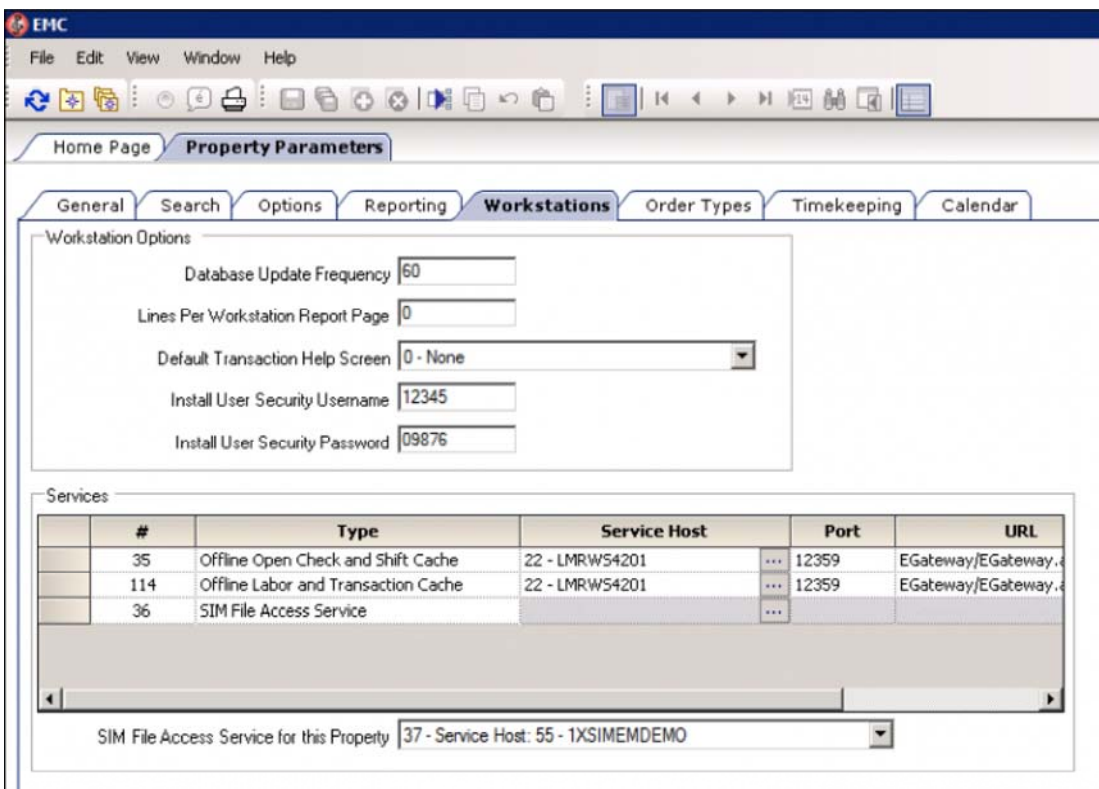 EMC
File Edit View Window Help
Home Page Property Parameters
General Search Options Reporting Workstations Order Types Timekeeping Calendar
Workstation Options
Database Update Frequency 60
Lines Per Workstation Report Page 0
Default Transaction Help Screen 0 - None
Install User Security Username 12345
Install User Security Password 09876
Services
# Type Service Host Port URL
35 Offline Open Check and Shift Cache 22 - LMRWS4201 ... 12359 EGateway/EGateway.a
114 Offline Labor and Transaction Cache 22 - LMRWS4201 ... 12359 EGateway/EGateway.a
36 SIM File Access Service ...
SIM File Access Service for this Property 37 - Service Host: 55 - 1XSIMEMDEMO